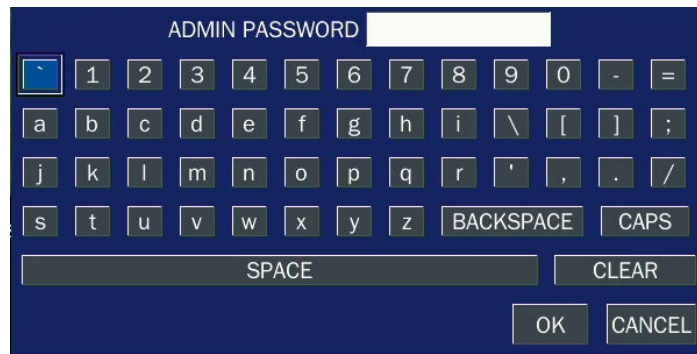 ADMIN PASSWORD
` 1 2 3 4 5 6 7 8 9 0 - =
a b c d e f g h i \ [ ] ;
j k l m n o p q r ' , . /
s t u v w x y z BACKSPACE CAPS
SPACE CLEAR
OK CANCEL